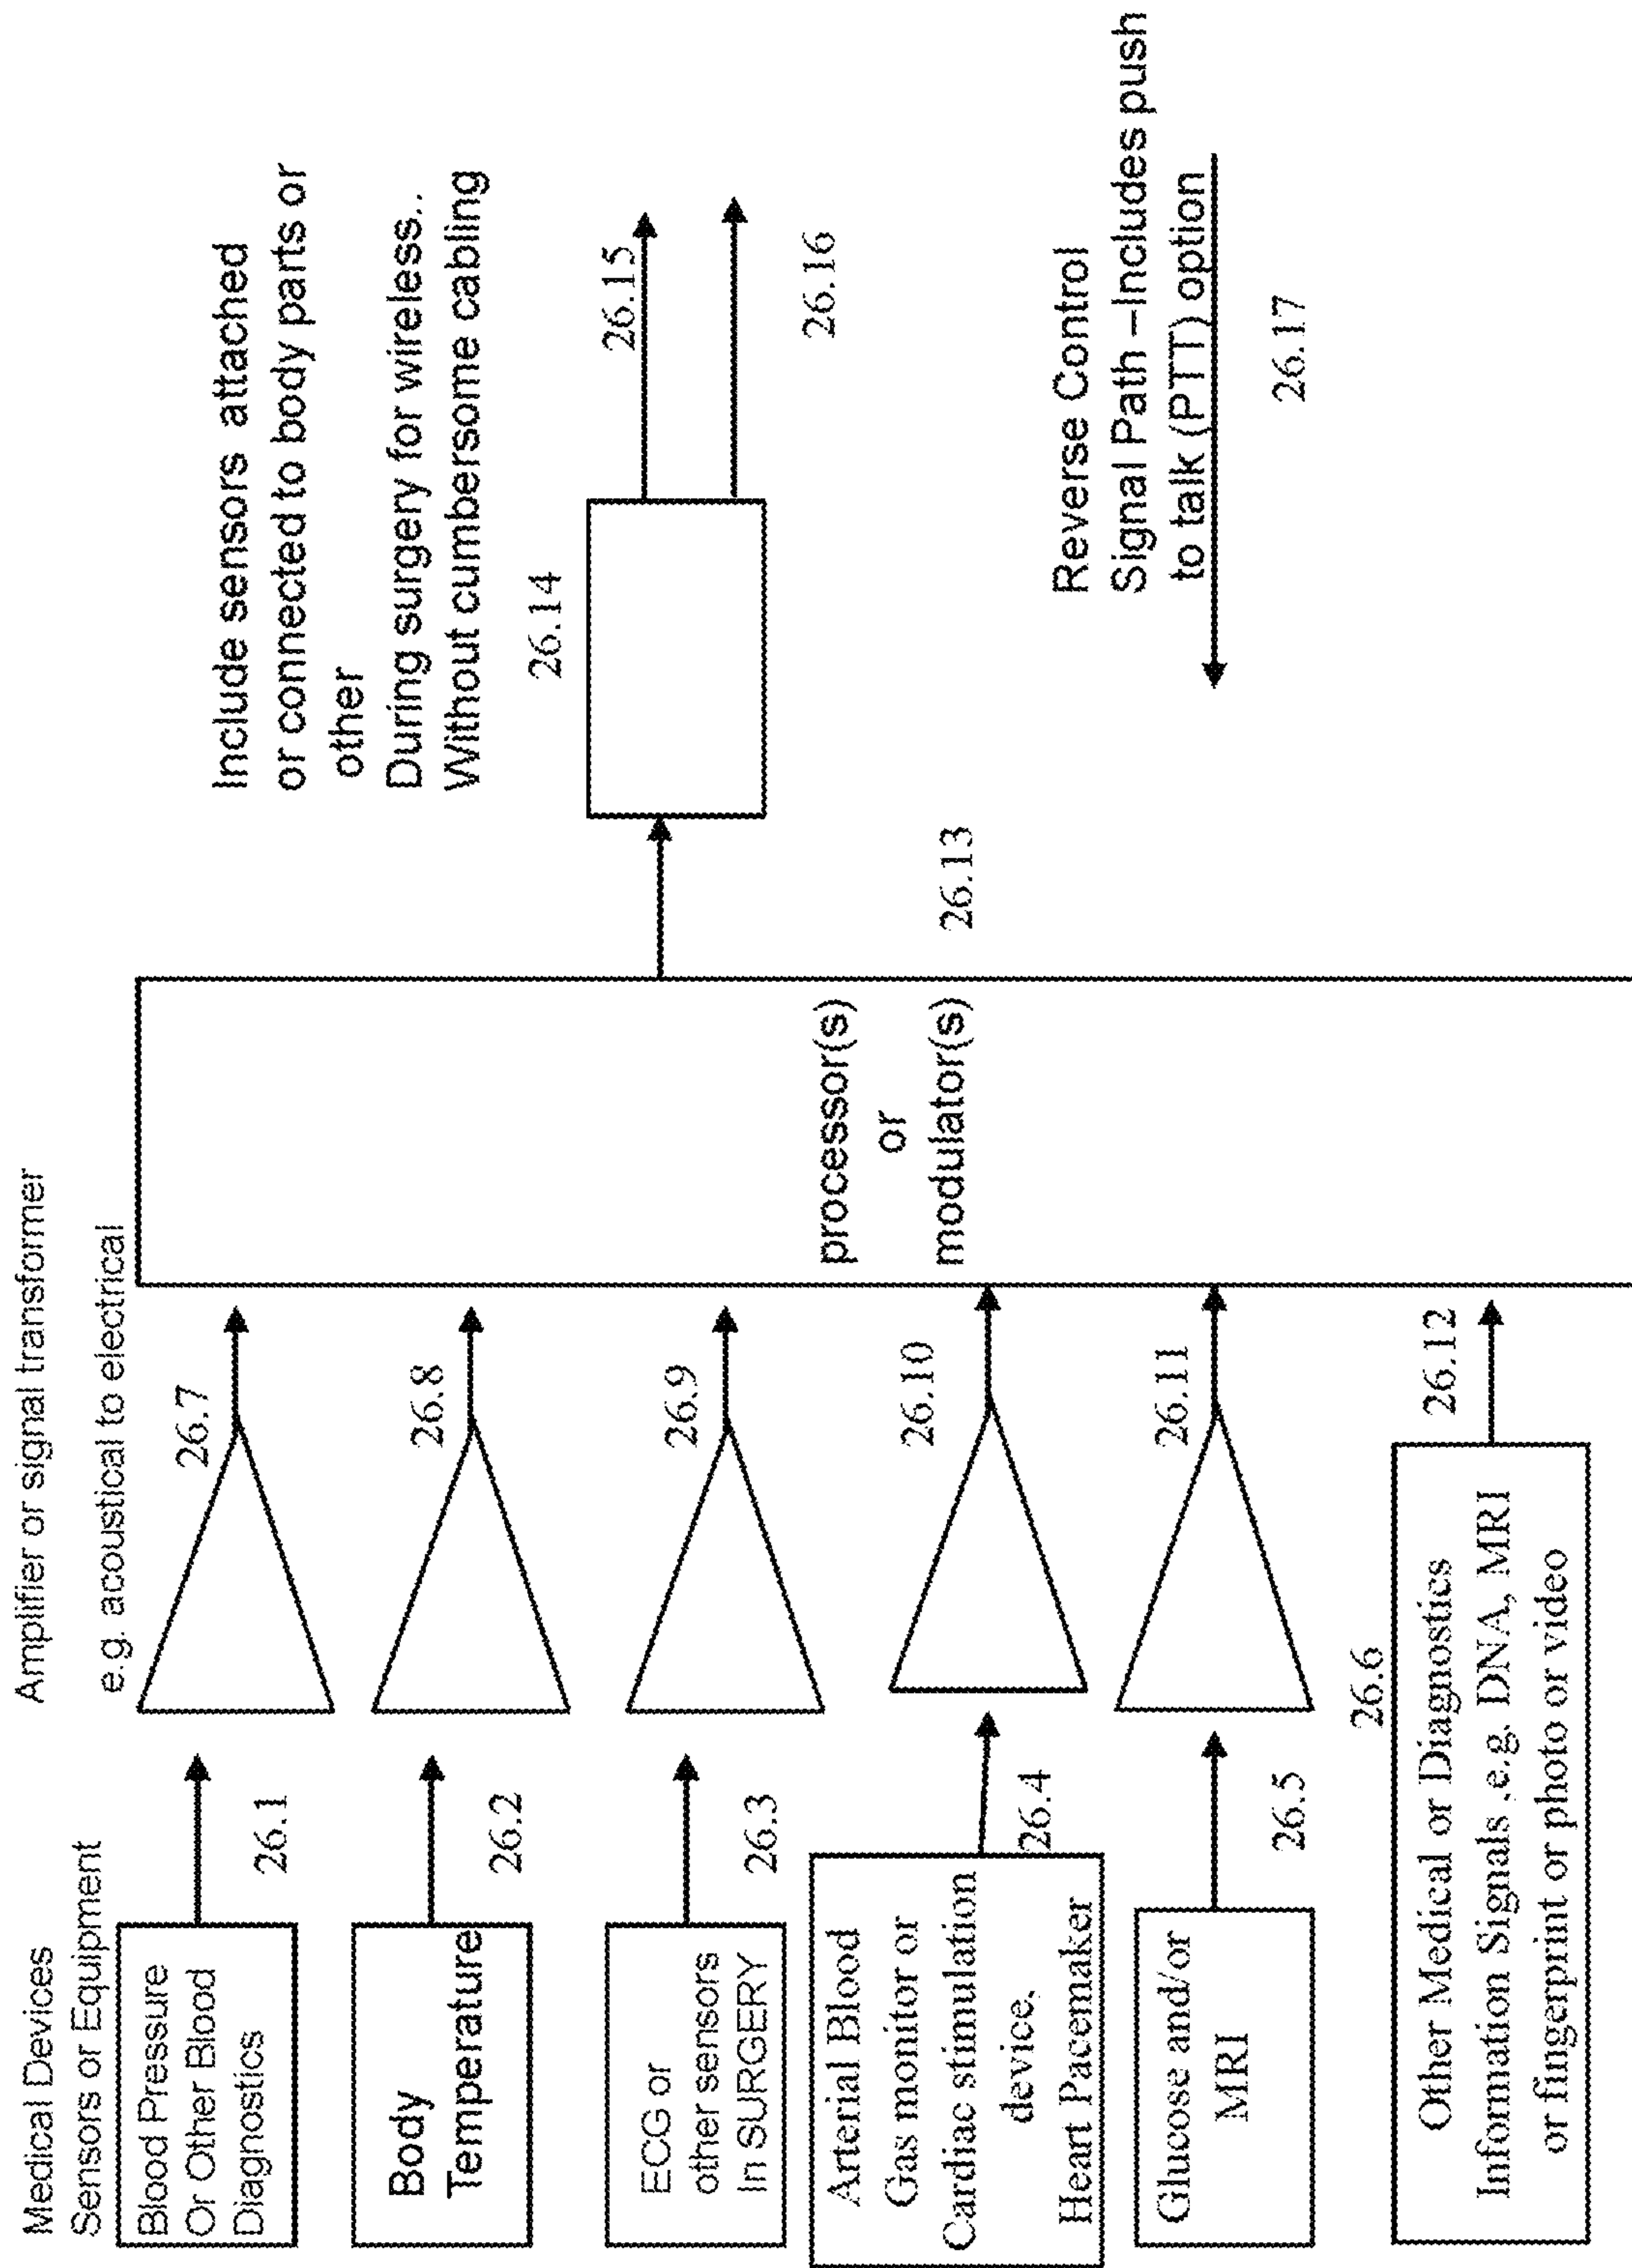 Medical Devices
Sensors or Equipment
Amplifier or signal transformer
e.g. acoustical to electrical
Blood Pressure
Or Other Blood
Diagnostics
26.1
26.7
Body
Temperature
26.2
26.8
ECG or
other sensors
In SURGERY
26.3
26.9
Arterial Blood
Gas monitor or
Cardiac stimulation
device,
Heart Pacemaker
26.4
26.10
Glucose and/or
MRI
26.5
26.11
26.6
Other Medical or Diagnostics
Information Signals ,e.g. DNA, MRI
or fingerprint or photo or video
26.12
processor(s)
or
modulator(s)
26.13
Include sensors attached
or connected to body parts or
other
During surgery for wireless..
Without cumbersome cabling
26.14
26.15
26.16
Reverse Control
Signal Path –Includes push
to talk (PTT) option
26.17